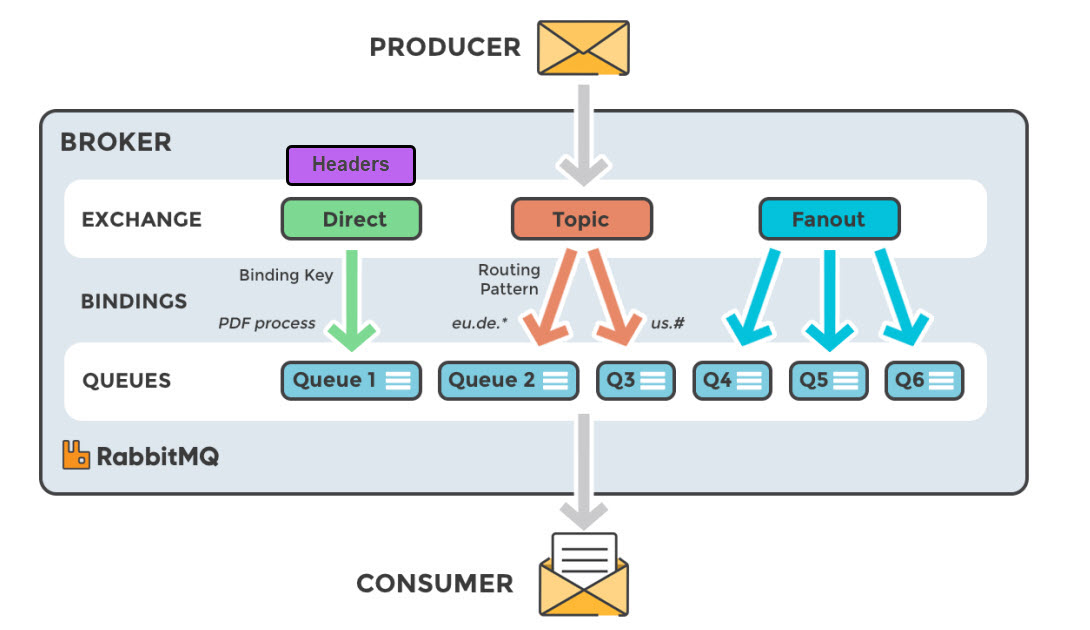 PRODUCER
BROKER
Headers
EXCHANGE
Direct
Topic
Fanout
Binding Key
Routing
Pattern
BINDINGS
PDF process
eu.de.*
us.#
QUEUES
Queue 1
Queue 2
Q3
Q4
Q5
Q6
RabbitMQ
CONSUMER